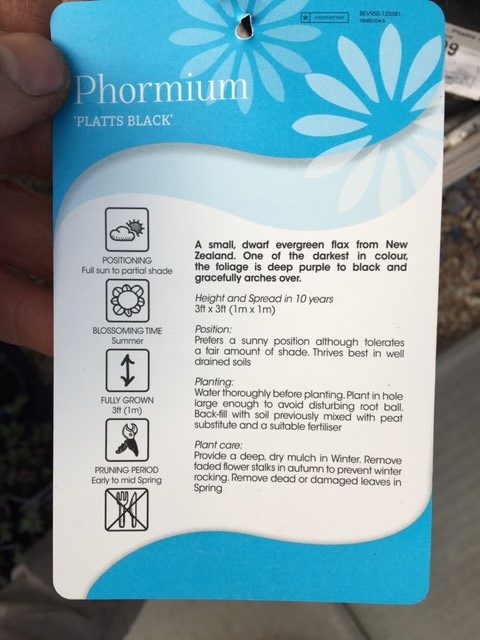 BEV950.125581
Phormium
'PLATTS BLACK'
POSITIONING
Full sun to partial shade
BLOSSOMING TIME
Summer
FULLY GROWN
3ft (1m)
PRUNING PERIOD
Early to mid Spring
A small, dwarf evergreen flax from New
Zealand. One of the darkest in colour,
the foliage is deep purple to black and
gracefully arches over.
Height and Spread in 10 years
3ft x 3ft (1m x 1m)
Position:
Prefers a sunny position although tolerates
a fair amount of shade. Thrives best in well
drained soils
Planting:
Water thoroughly before planting. Plant in hole
large enough to avoid disturbing root ball.
Back-fill with soil previously mixed with peat
substitute and a suitable fertiliser
Plant care:
Provide a deep, dry mulch in Winter. Remove
faded flower stalks in autumn to prevent winter
rocking. Remove dead or damaged leaves in
Spring